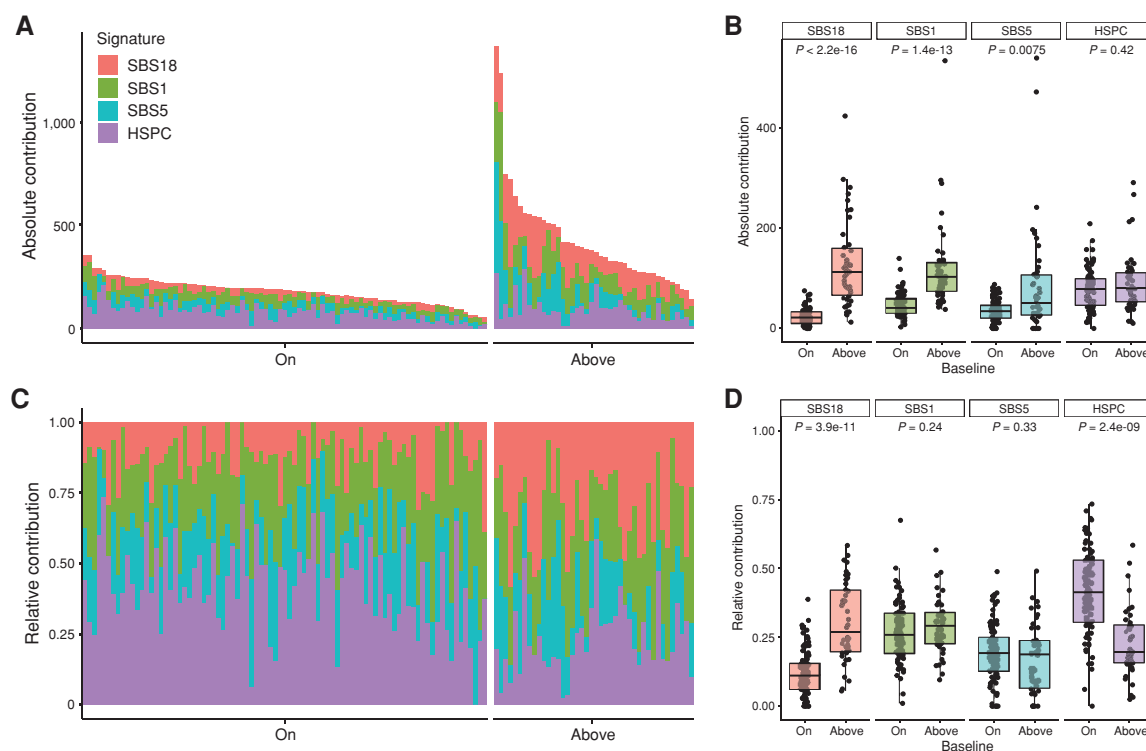 A
Signature
SBS18
SBS1
SBS5
HSPC
Absolute contribution
1,000
500
0
On
Above
B
SBS18
SBS1
SBS5
HSPC
P < 2.2e-16
P = 1.4e-13
P = 0.0075
P = 0.42
Absolute contribution
400
200
0
On
Above
On
Above
On
Above
On
Above
Baseline
C
Relative contribution
1.00
0.75
0.50
0.25
0
On
Above
D
SBS18
SBS1
SBS5
HSPC
P = 3.9e-11
P = 0.24
P = 0.33
P = 2.4e-09
Relative contribution
1.00
0.75
0.50
0.25
0.00
On
Above
On
Above
On
Above
On
Above
Baseline